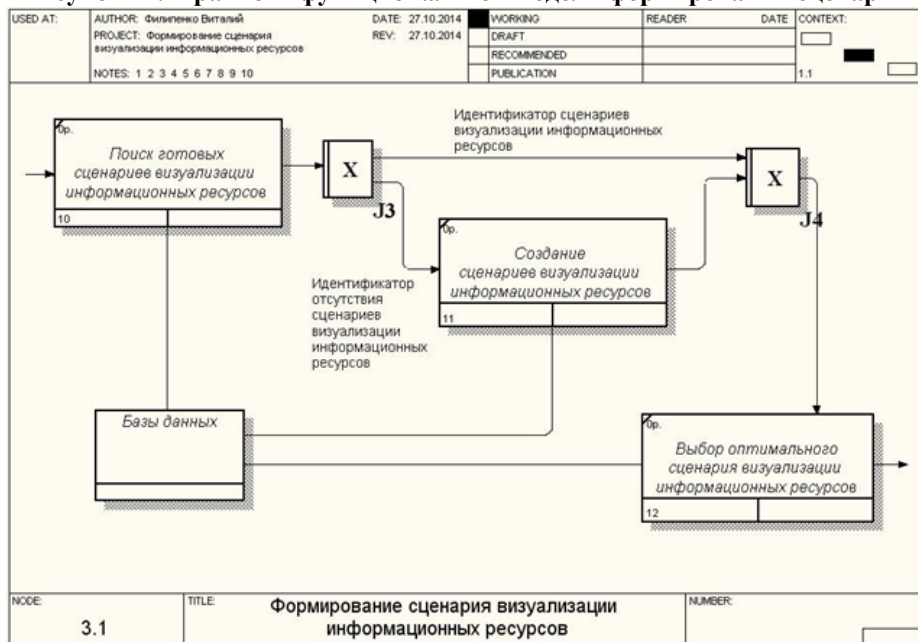 USED AT:
AUTHOR: Филипенко Виталий
DATE: 27.10.2014
PROJECT: Формирование сценария
визуализации информационных ресурсов
REV: 27.10.2014
NOTES: 1 2 3 4 5 6 7 8 9 10
WORKING
DRAFT
RECOMMENDED
PUBLICATION
READER
DATE
CONTEXT:
1.1
0р.
Поиск готовых
сценариев визуализации
информационных ресурсов
10
X
J3
Идентификатор сценариев
визуализации информационных
ресурсов
X
J4
0р.
Создание
сценариев визуализации
информационных ресурсов
11
Идентификатор
отсутствия
сценариев
визуализации
информационных
ресурсов
Базы данных
0р.
Выбор оптимального
сценария визуализации
информационных ресурсов
12
NODE:
3.1
TITLE:
Формирование сценария визуализации
информационных ресурсов
NUMBER: